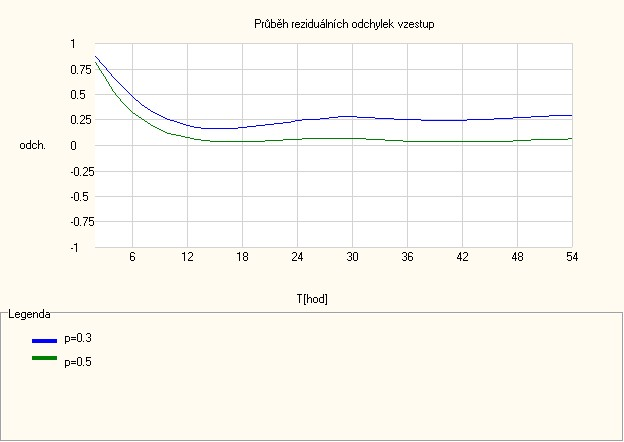 Průběh reziduálních odchylek vzestup
1
0.75
0.5
0.25
odch.
0
-0.25
-0.5
-0.75
-1
6 12 18 24 30 36 42 48 54
T[hod]
Legenda
p=0.3
p=0.5